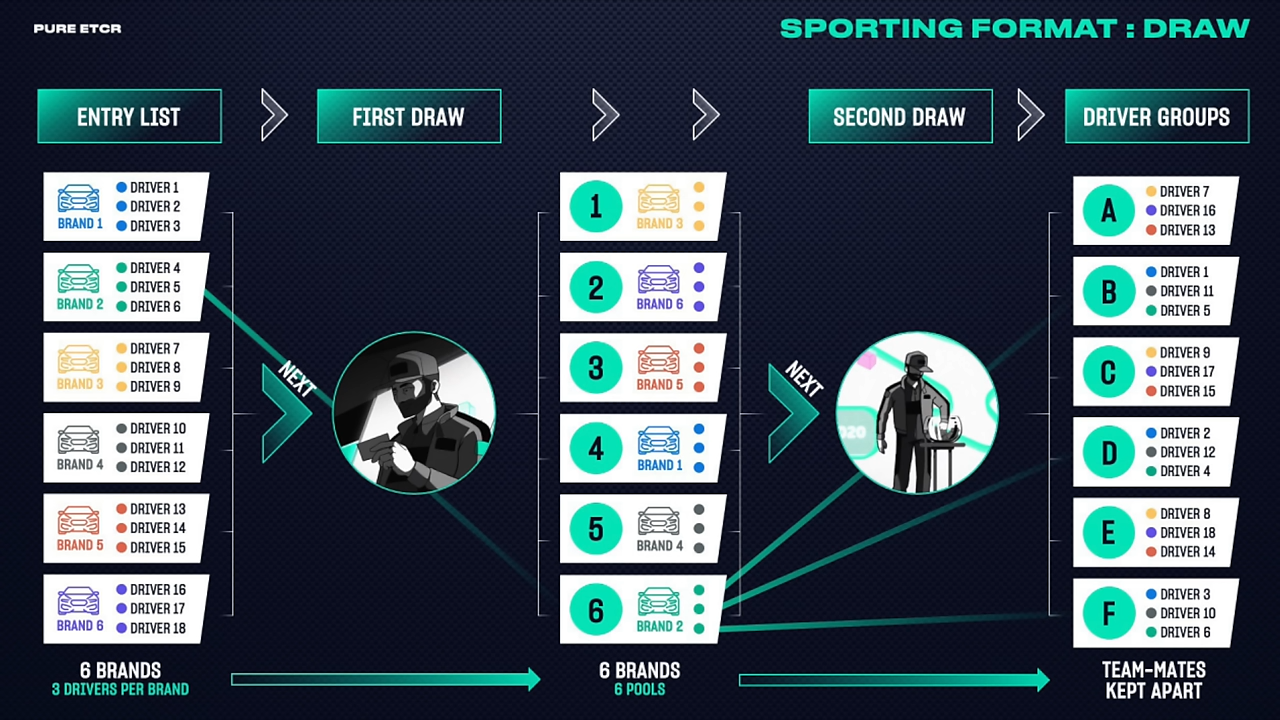 PURE ETCR
SPORTING FORMAT : DRAW
ENTRY LIST
FIRST DRAW
SECOND DRAW
DRIVER GROUPS
BRAND 1
DRIVER 1
DRIVER 2
DRIVER 3
BRAND 2
DRIVER 4
DRIVER 5
DRIVER 6
BRAND 3
DRIVER 7
DRIVER 8
DRIVER 9
BRAND 4
DRIVER 10
DRIVER 11
DRIVER 12
BRAND 5
DRIVER 13
DRIVER 14
DRIVER 15
BRAND 6
DRIVER 16
DRIVER 17
DRIVER 18
6 BRANDS
3 DRIVERS PER BRAND
NEXT
1
BRAND 3
2
BRAND 6
3
BRAND 5
4
BRAND 1
5
BRAND 4
6
BRAND 2
6 BRANDS
6 POOLS
NEXT
020
A
DRIVER 7
DRIVER 16
DRIVER 13
B
DRIVER 1
DRIVER 11
DRIVER 5
C
DRIVER 9
DRIVER 17
DRIVER 15
D
DRIVER 2
DRIVER 12
DRIVER 4
E
DRIVER 8
DRIVER 18
DRIVER 14
F
DRIVER 3
DRIVER 10
DRIVER 6
TEAM-MATES
KEPT APART